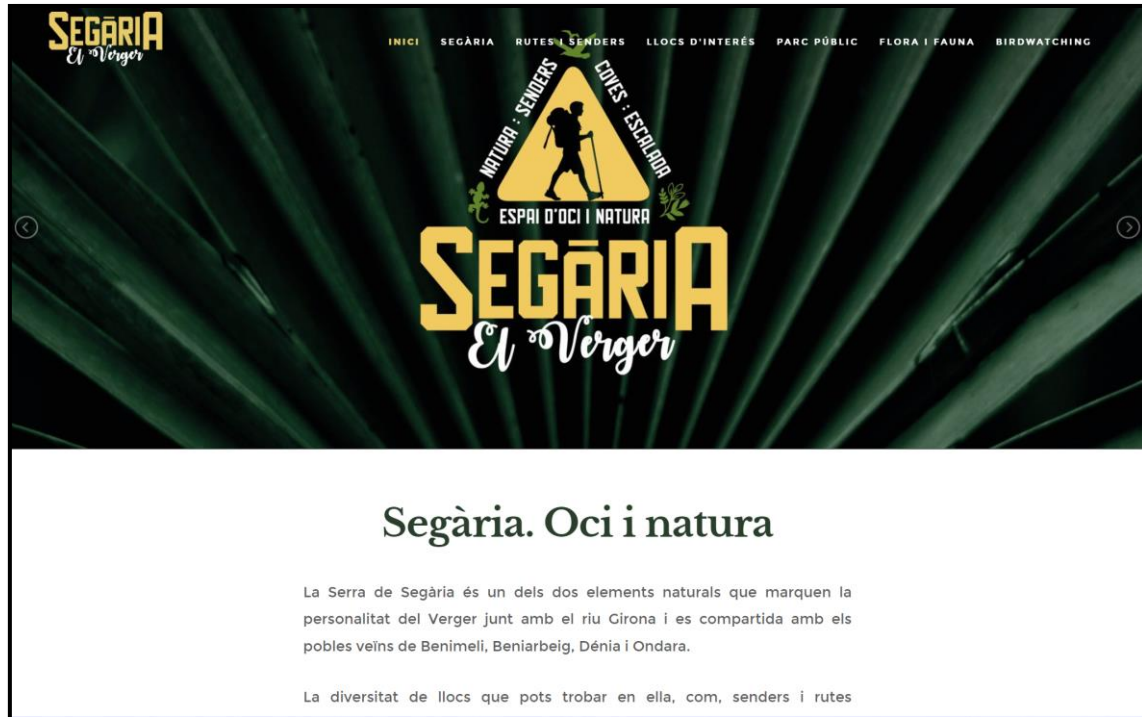 SEGÀRIA
El Verger
INICI SEGÀRIA RUTES I SENDERS LLOCS D'INTERÉS PARC PÚBLIC FLORA I FAUNA BIRDWATCHING
NATURA : SENDERS
COVES : ESCALADA
ESPAI D'OCI I NATURA
SEGÀRIA
El Verger
Segària. Oci i natura
La Serra de Segària és un dels dos elements naturals que marquen la
personalitat del Verger junt amb el riu Girona i es compartida amb els
pobles veïns de Benimeli, Beniarbeig, Dénia i Ondara.
La diversitat de llocs que pots trobar en ella, com, senders i rutes